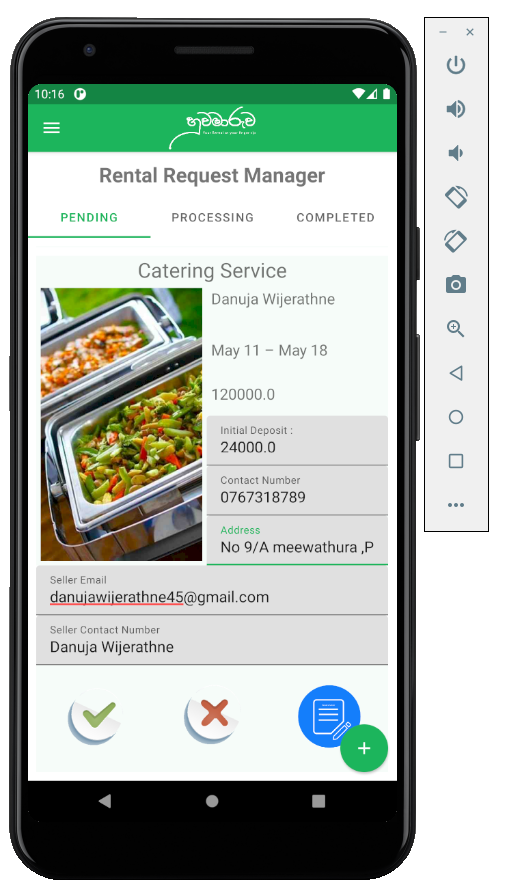 10:16
හුවමාරුව
Rental Request Manager
PENDING PROCESSING COMPLETED
Catering Service
Danuja Wijerathne
May 11 – May 18
120000.0
Initial Deposit :
24000.0
Contact Number
0767318789
Address
No 9/A meewathura ,P
Seller Email
danujawijerathne45@gmail.com
Seller Contact Number
Danuja Wijerathne